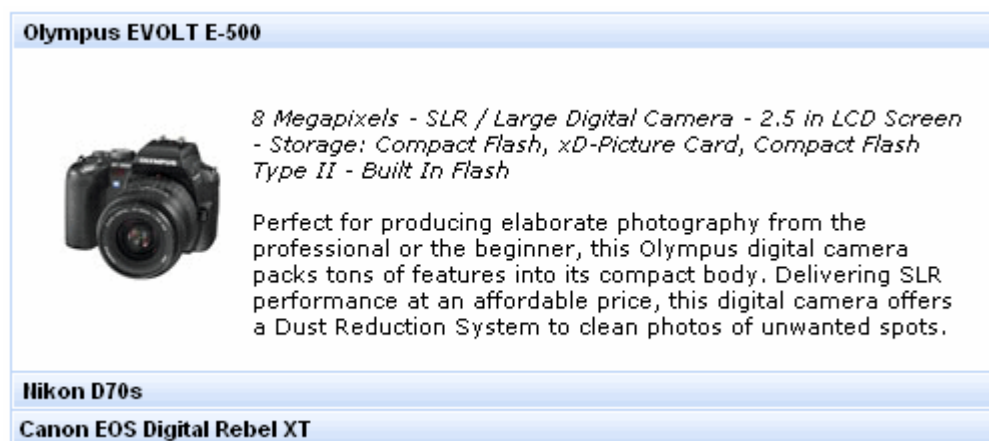 Olympus EVOLT E-500
8 Megapixels - SLR / Large Digital Camera - 2.5 in LCD Screen
- Storage: Compact Flash, xD-Picture Card, Compact Flash
Type II - Built In Flash
OLYMPUS
Perfect for producing elaborate photography from the
professional or the beginner, this Olympus digital camera
packs tons of features into its compact body. Delivering SLR
performance at an affordable price, this digital camera offers
a Dust Reduction System to clean photos of unwanted spots.
Nikon D70s
Canon EOS Digital Rebel XT